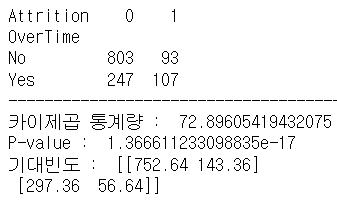 Attrition 0 1
OverTime
No 803 93
Yes 247 107
----------------------------------------
카이제곱 통계량 : 72.89605419432075
P-value : 1.366611233098835e-17
기대빈도 : [[752.64 143.36]
[297.36 56.64]]